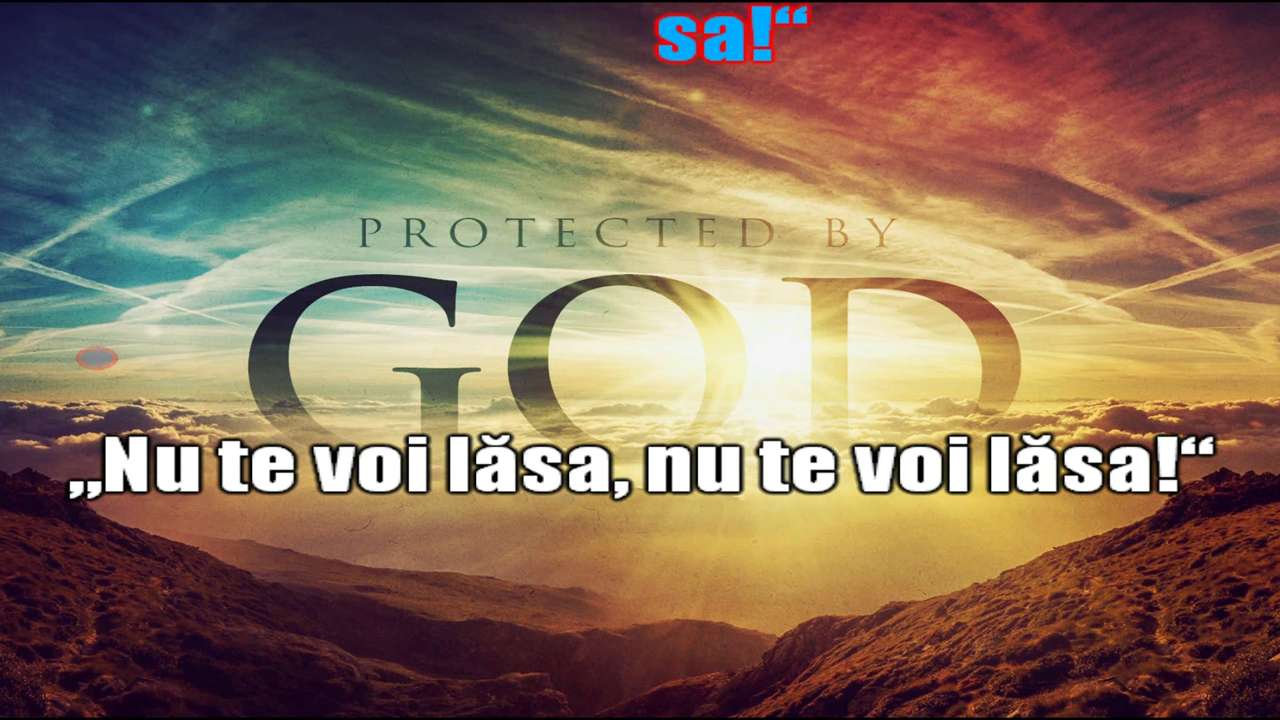 sa!“
PROTECTED BY
GOD
„Nu te voi lăsa, nu te voi lăsa!“